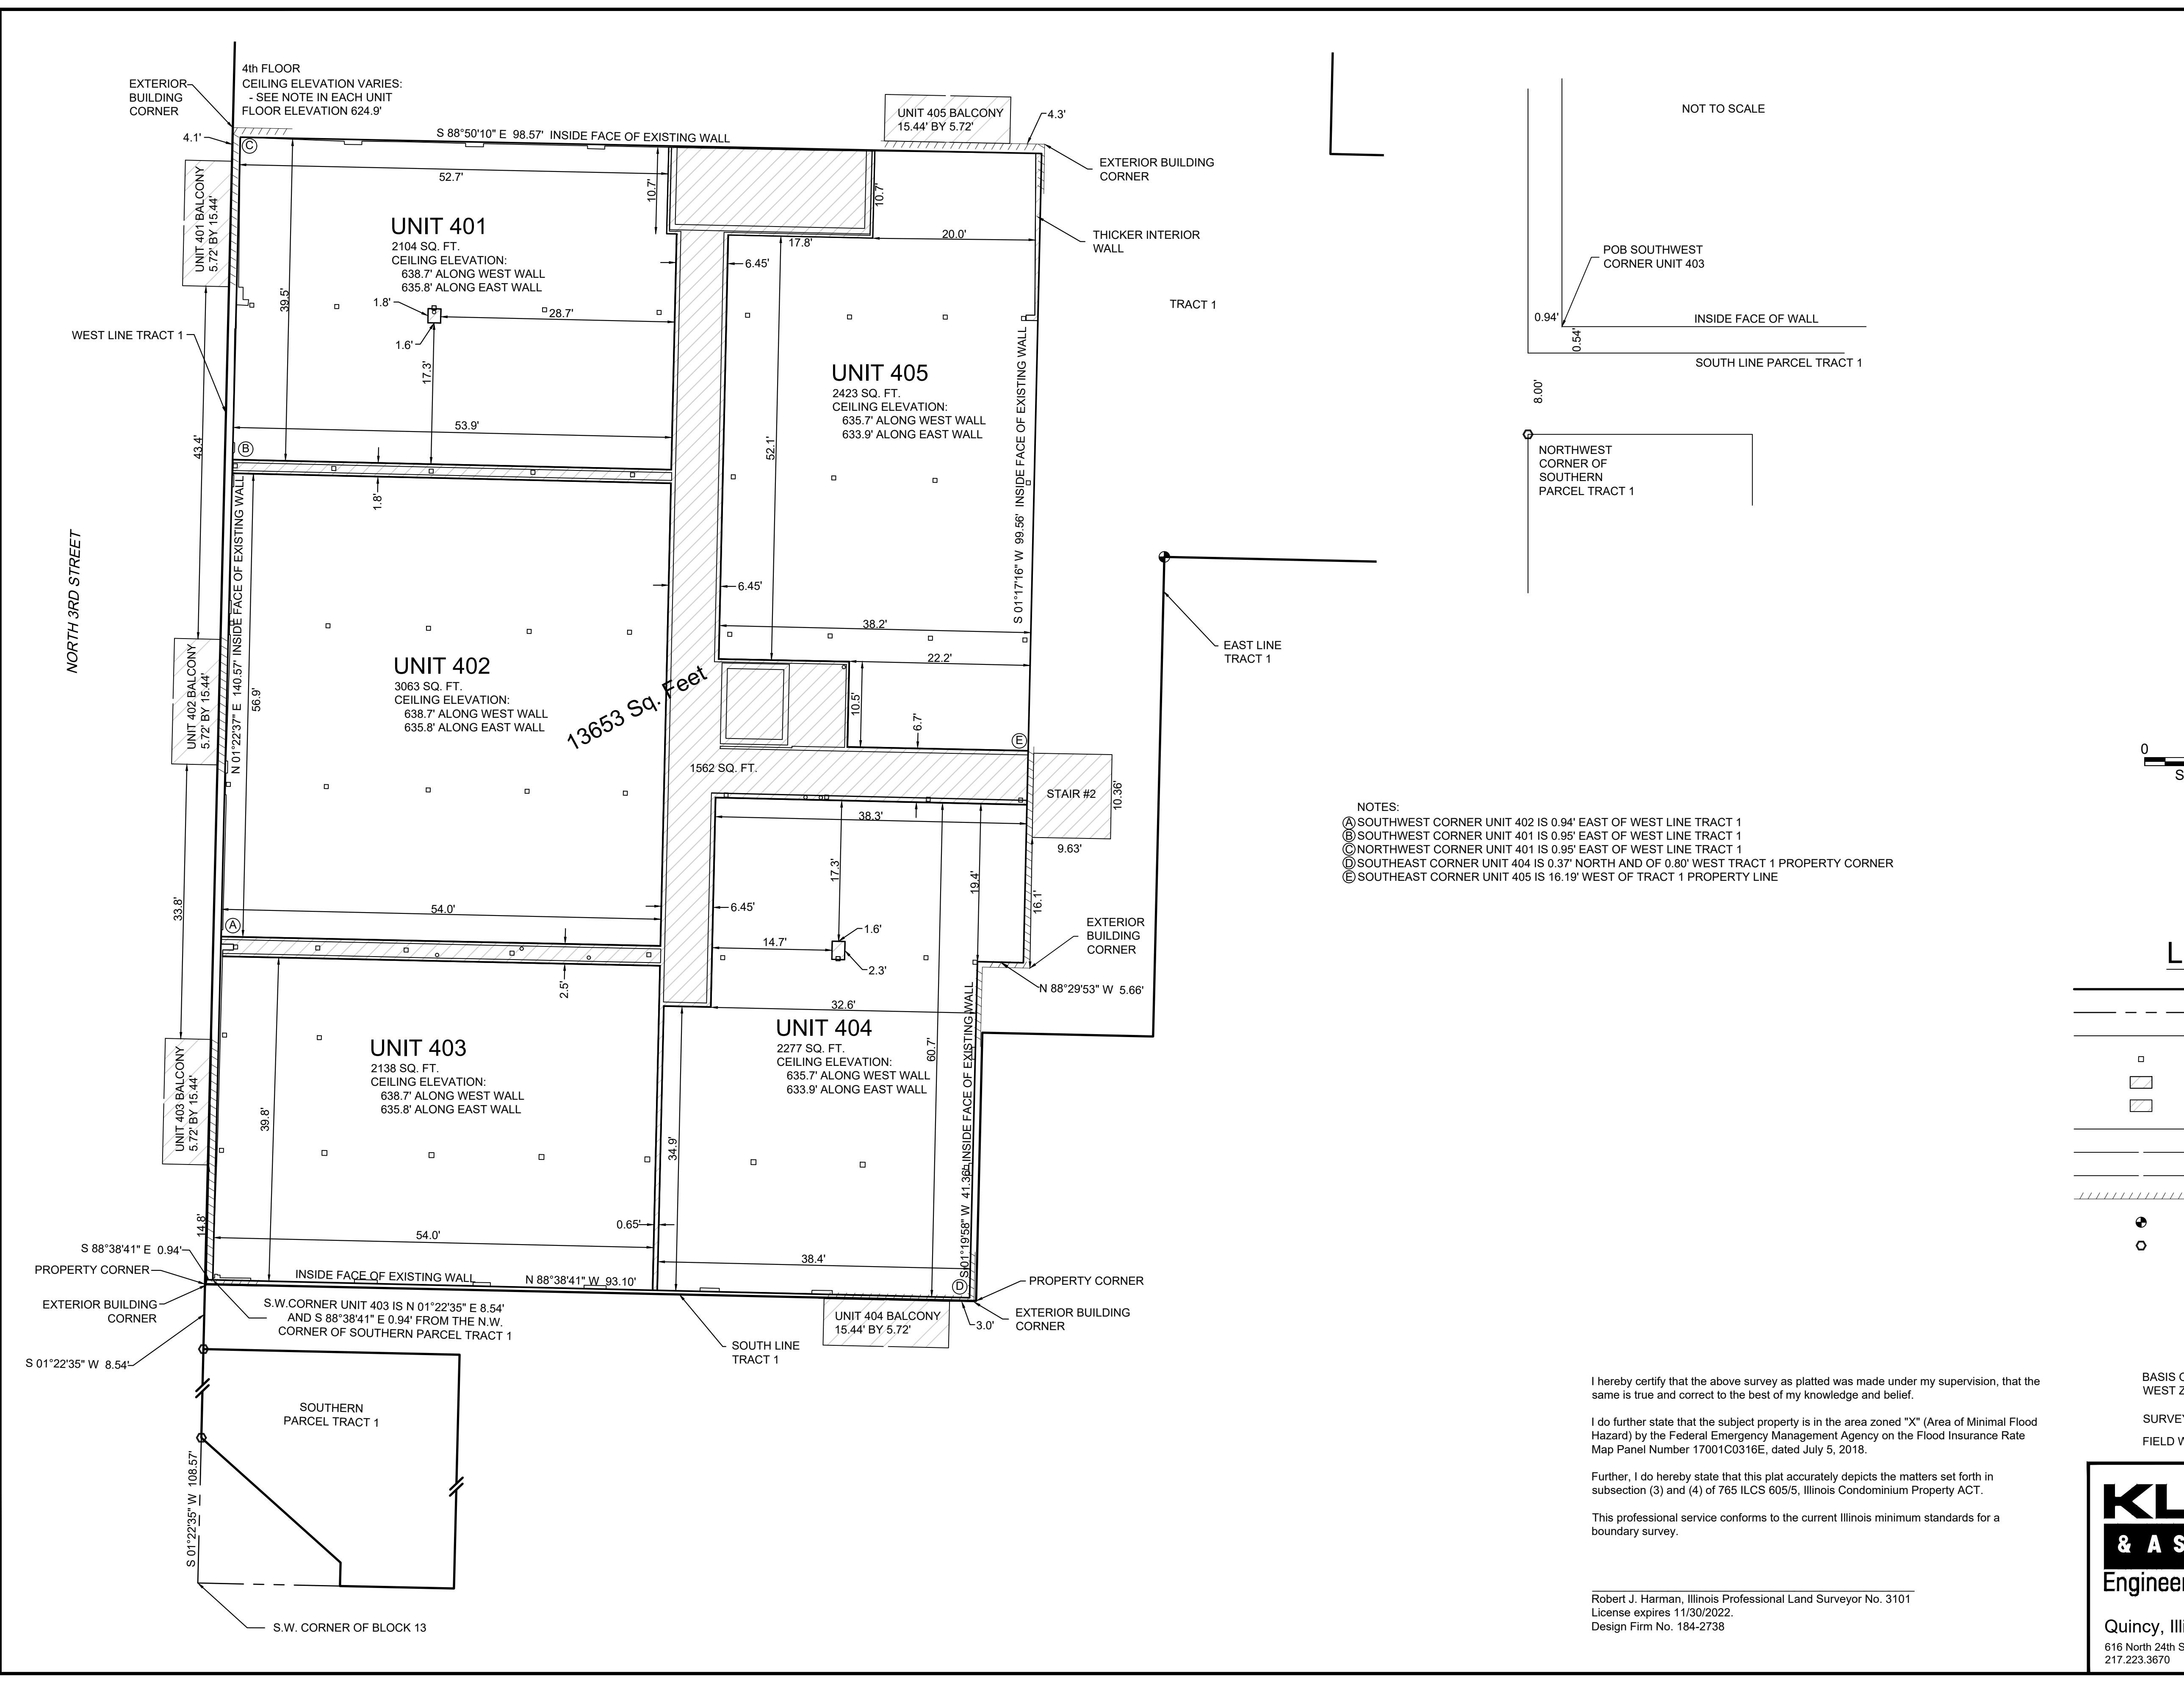 4th FLOOR
CEILING ELEVATION VARIES:
- SEE NOTE IN EACH UNIT
FLOOR ELEVATION 624.9'
EXTERIOR
BUILDING
CORNER
4.1'
C
S 88°50'10" E 98.57' INSIDE FACE OF EXISTING WALL
UNIT 405 BALCONY
15.44' BY 5.72'
4.3'
EXTERIOR BUILDING
CORNER
THICKER INTERIOR
WALL
TRACT 1
UNIT 401 BALCONY
5.72' BY 15.44'
52.7'
10.7'
10.7'
39.5'
UNIT 401
2104 SQ. FT.
CEILING ELEVATION:
638.7' ALONG WEST WALL
635.8' ALONG EAST WALL
1.8'
28.7'
1.6'
17.3'
53.9'
B
43.4'
1.8'
WEST LINE TRACT 1
17.8'
20.0'
6.45'
UNIT 405
2423 SQ. FT.
CEILING ELEVATION:
635.7' ALONG WEST WALL
633.9' ALONG EAST WALL
52.1'
S 01°17'16" W 99.56' INSIDE FACE OF EXISTING WALL
6.45'
38.2'
22.2'
10.5'
6.7'
E
NORTH 3RD STREET
N 01°22'37" E 140.57' INSIDE FACE OF EXISTING WALL
56.9'
UNIT 402 BALCONY
5.72' BY 15.44'
UNIT 402
3063 SQ. FT.
CEILING ELEVATION:
638.7' ALONG WEST WALL
635.8' ALONG EAST WALL
13653 Sq. Feet
1562 SQ. FT.
EAST LINE
TRACT 1
STAIR #2
10.36'
9.63'
33.8'
54.0'
A
2.5'
38.3'
17.3'
19.4'
16.1'
6.45'
14.7'
1.6'
2.3'
EXTERIOR
BUILDING
CORNER
N 88°29'53" W 5.66'
32.6'
UNIT 404
2277 SQ. FT.
CEILING ELEVATION:
635.7' ALONG WEST WALL
633.9' ALONG EAST WALL
60.7'
S 01°19'58" W 41.36' INSIDE FACE OF EXISTING WALL
34.9'
38.4'
D
UNIT 403
2138 SQ. FT.
CEILING ELEVATION:
638.7' ALONG WEST WALL
635.8' ALONG EAST WALL
UNIT 403 BALCONY
5.72' BY 15.44'
39.8'
14.8'
0.65'
54.0'
INSIDE FACE OF EXISTING WALL
N 88°38'41" W 93.10'
S 88°38'41" E 0.94'
PROPERTY CORNER
EXTERIOR BUILDING
CORNER
S 01°22'35" W 8.54'
S.W.CORNER UNIT 403 IS N 01°22'35" E 8.54'
AND S 88°38'41" E 0.94' FROM THE N.W.
CORNER OF SOUTHERN PARCEL TRACT 1
SOUTH LINE
TRACT 1
UNIT 404 BALCONY
15.44' BY 5.72'
3.0'
PROPERTY CORNER
EXTERIOR BUILDING
CORNER
SOUTHERN
PARCEL TRACT 1
S 01°22'35" W 108.57'
S.W. CORNER OF BLOCK 13
NOT TO SCALE
POB SOUTHWEST
CORNER UNIT 403
0.94'
INSIDE FACE OF WALL
0.54'
SOUTH LINE PARCEL TRACT 1
8.00'
NORTHWEST
CORNER OF
SOUTHERN
PARCEL TRACT 1
0
S
NOTES:
A SOUTHWEST CORNER UNIT 402 IS 0.94' EAST OF WEST LINE TRACT 1
B SOUTHWEST CORNER UNIT 401 IS 0.95' EAST OF WEST LINE TRACT 1
C NORTHWEST CORNER UNIT 401 IS 0.95' EAST OF WEST LINE TRACT 1
D SOUTHEAST CORNER UNIT 404 IS 0.37' NORTH AND OF 0.80' WEST TRACT 1 PROPERTY CORNER
E SOUTHEAST CORNER UNIT 405 IS 16.19' WEST OF TRACT 1 PROPERTY LINE
L
I hereby certify that the above survey as platted was made under my supervision, that the
same is true and correct to the best of my knowledge and belief.
I do further state that the subject property is in the area zoned "X" (Area of Minimal Flood
Hazard) by the Federal Emergency Management Agency on the Flood Insurance Rate
Map Panel Number 17001C0316E, dated July 5, 2018.
Further, I do hereby state that this plat accurately depicts the matters set forth in
subsection (3) and (4) of 765 ILCS 605/5, Illinois Condominium Property ACT.
This professional service conforms to the current Illinois minimum standards for a
boundary survey.
Robert J. Harman, Illinois Professional Land Surveyor No. 3101
License expires 11/30/2022.
Design Firm No. 184-2738
BASIS
WEST Z
SURVE
FIELD
KL
& A S
Engineer
Quincy, Illi
616 North 24th S
217.223.3670